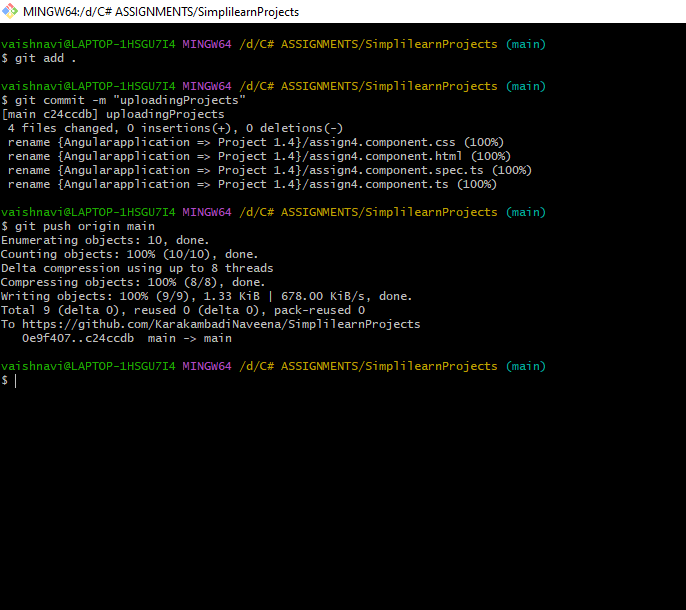 MINGW64:/d/C# ASSIGNMENTS/SimplilearnProjects
vaishnavi@LAPTOP-1HSGU7I4 MINGW64 /d/C# ASSIGNMENTS/SimplilearnProjects (main)
$ git add .
vaishnavi@LAPTOP-1HSGU7I4 MINGW64 /d/C# ASSIGNMENTS/SimplilearnProjects (main)
$ git commit -m "uploadingProjects"
[main c24ccdb] uploadingProjects
 4 files changed, 0 insertions(+), 0 deletions(-)
 rename {Angularapplication => Project 1.4}/assign4.component.css (100%)
 rename {Angularapplication => Project 1.4}/assign4.component.html (100%)
 rename {Angularapplication => Project 1.4}/assign4.component.spec.ts (100%)
 rename {Angularapplication => Project 1.4}/assign4.component.ts (100%)
vaishnavi@LAPTOP-1HSGU7I4 MINGW64 /d/C# ASSIGNMENTS/SimplilearnProjects (main)
$ git push origin main
Enumerating objects: 10, done.
Counting objects: 100% (10/10), done.
Delta compression using up to 8 threads
Compressing objects: 100% (8/8), done.
Writing objects: 100% (9/9), 1.33 KiB | 678.00 KiB/s, done.
Total 9 (delta 0), reused 0 (delta 0), pack-reused 0
To https://github.com/KarakambadiNaveena/SimplilearnProjects
   0e9f407..c24ccdb  main -> main
vaishnavi@LAPTOP-1HSGU7I4 MINGW64 /d/C# ASSIGNMENTS/SimplilearnProjects (main)
$